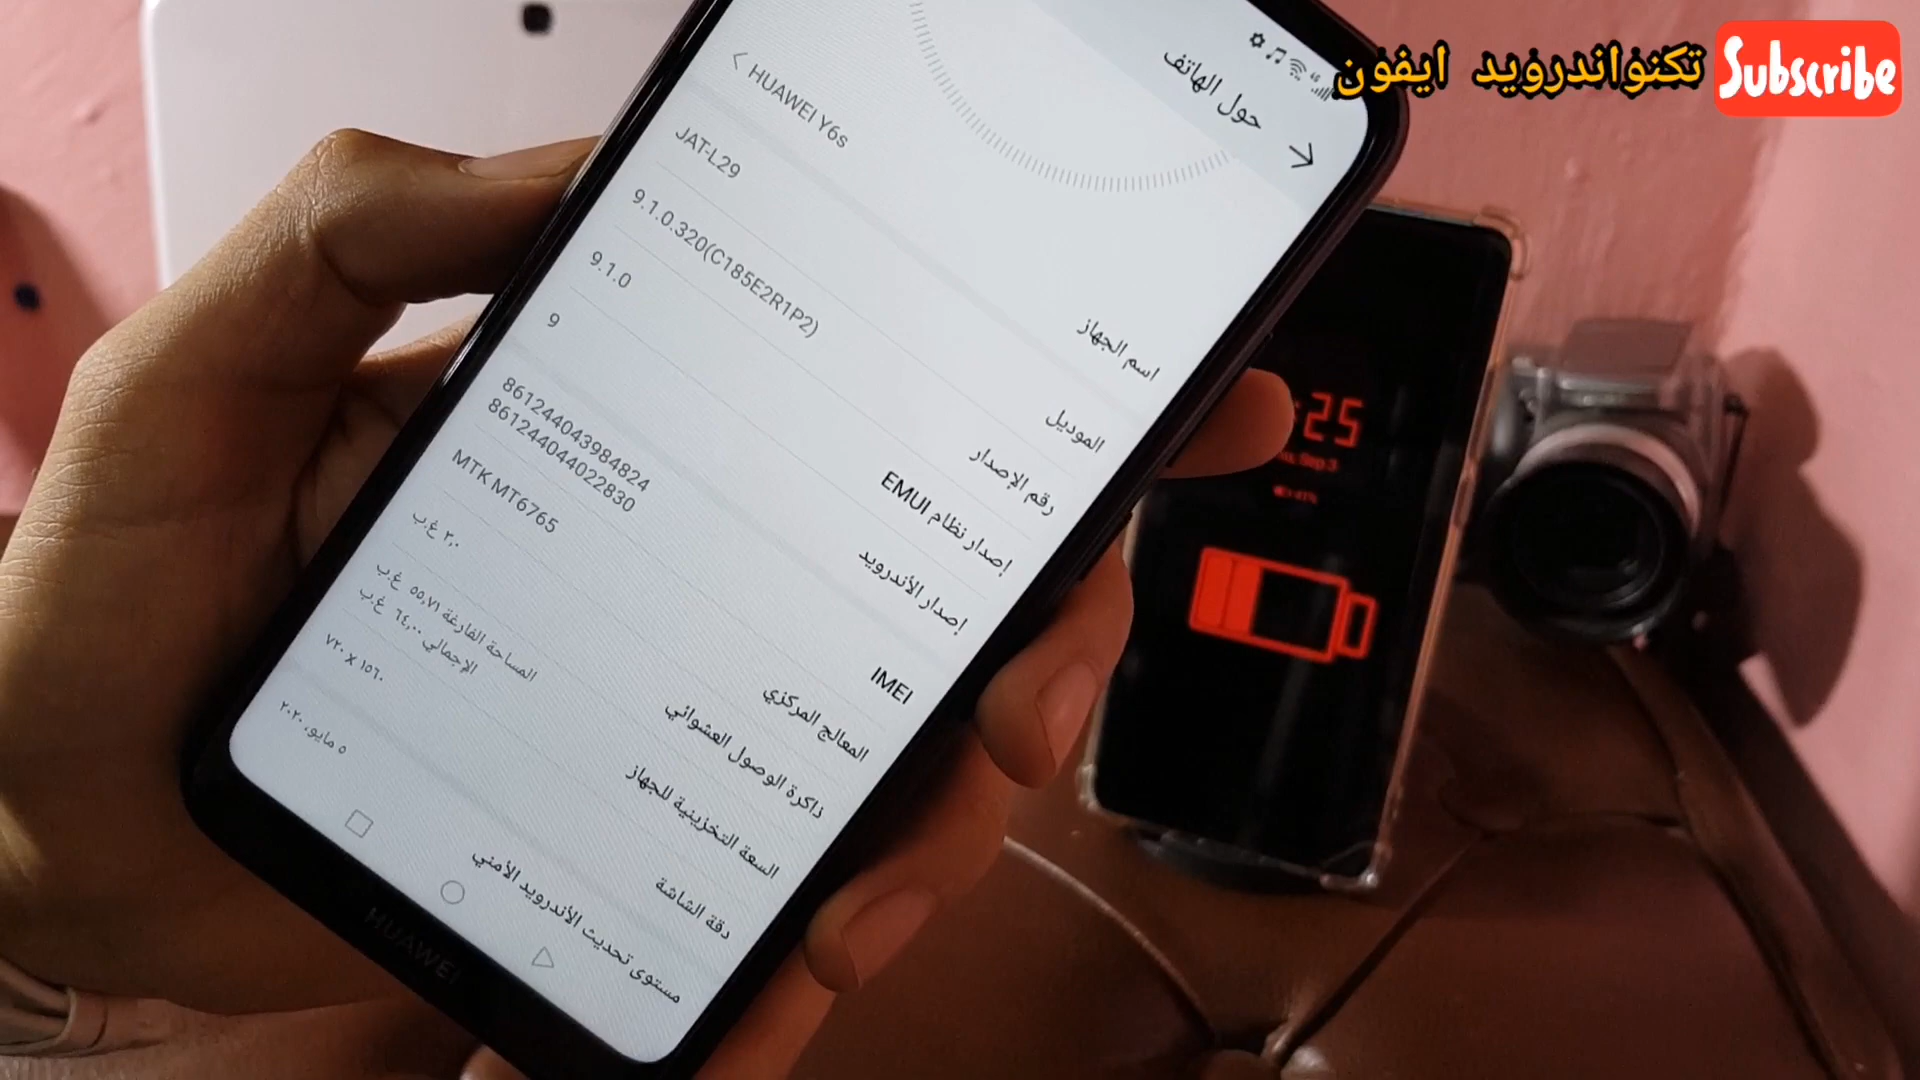 تكنواندرويد ايفون Subscribe
حول الهاتف
اسم الجهاز HUAWEI Y6s
الموديل JAT-L29
رقم الإصدار 9.1.0.320(C185E2R1P2)
إصدار نظام EMUI 9.1.0
إصدار الأندرويد 9
IMEI 861244043984824
861244044022830
المعالج المركزي MTK MT6765
ذاكرة الوصول العشوائي ٣,٠ غ.ب
السعة التخزينية للجهاز المساحة الفارغة ٥٥,٧١ غ.ب
الإجمالي ٦٤,٠٠ غ.ب
دقة الشاشة ١٥٦٠ x ٧٢٠
مستوى تحديث الأندرويد الأمني ٥ مايو، ٢٠٢٠
HUAWEI
:25
Sep 3